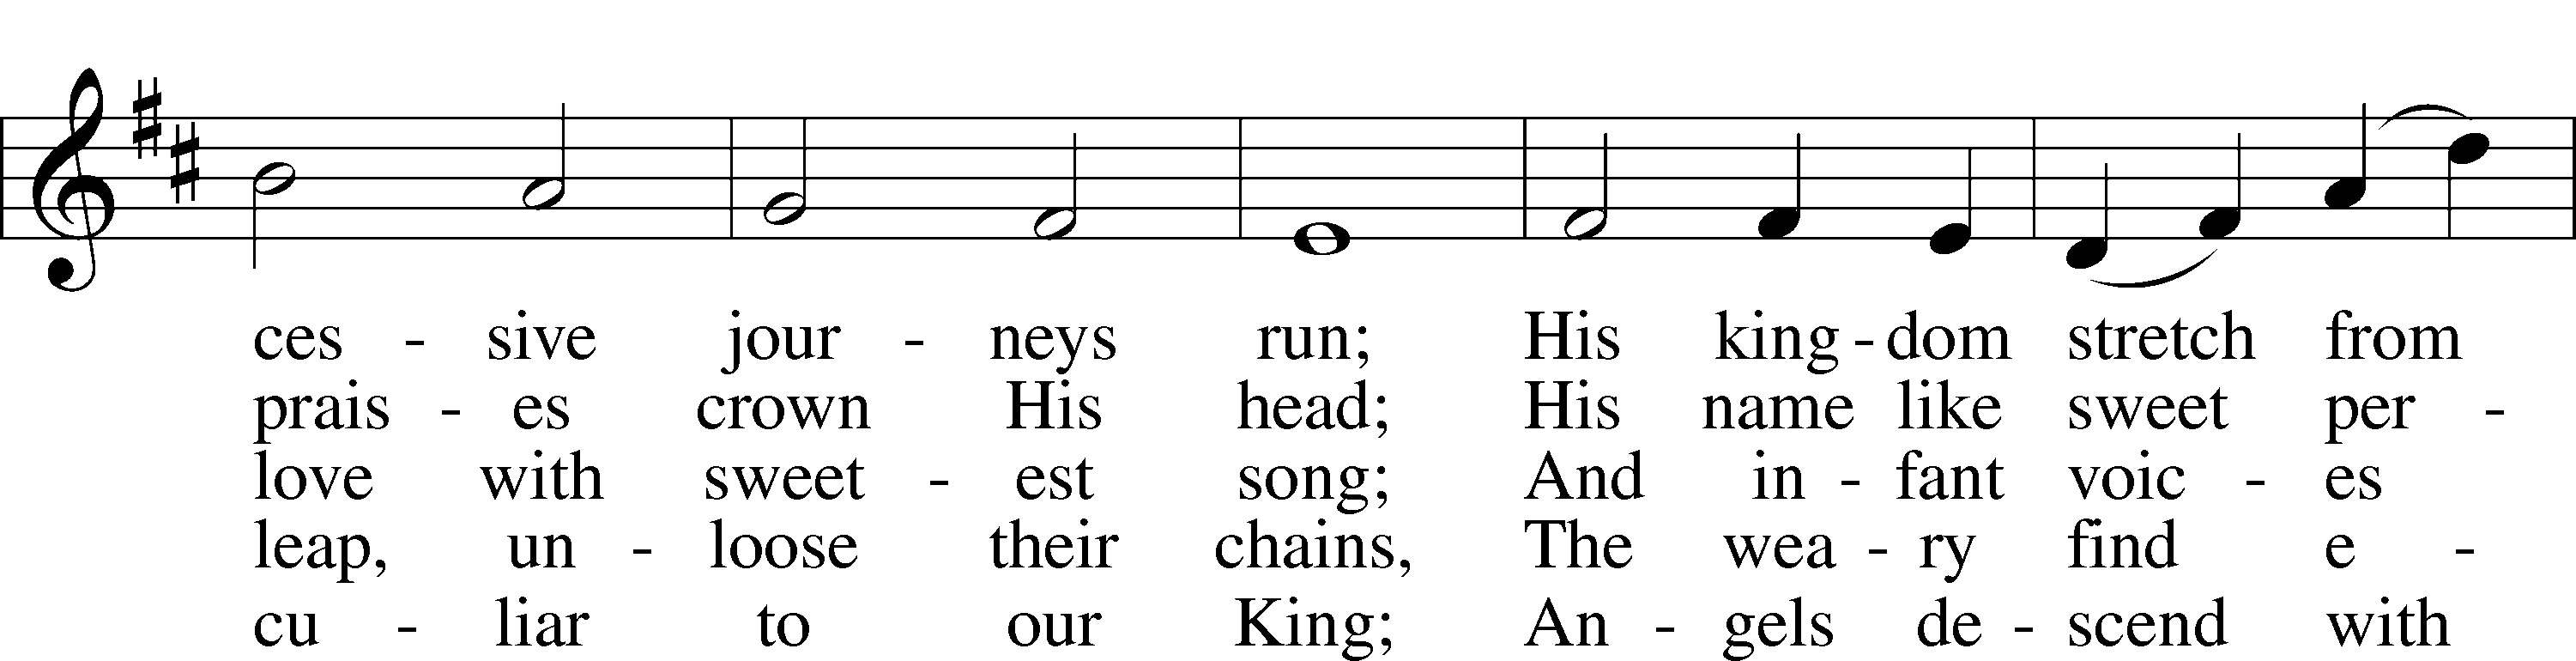 ces - sive jour - neys run; His king - dom stretch from
prais - es crown His head; His name like sweet per -
love with sweet - est song; And in - fant voic - es
leap, un - loose their chains, The wea - ry find e -
cu - liar to our King; An - gels de - scend with